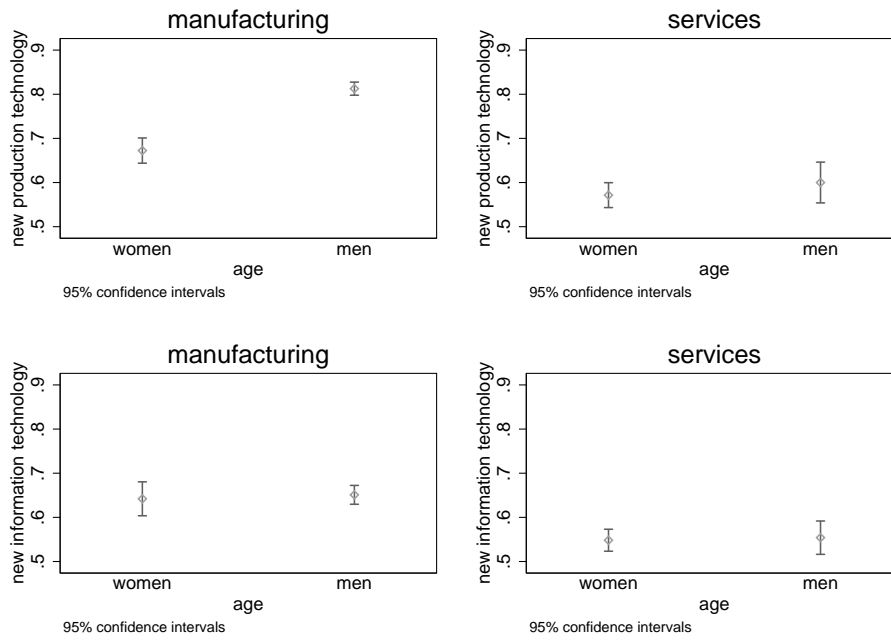 manufacturing
new production technology
.5 .6 .7 .8 .9
women men
age
95% confidence intervals
services
new production technology
.5 .6 .7 .8 .9
women men
age
95% confidence intervals
manufacturing
new information technology
.5 .6 .7 .8 .9
women men
age
95% confidence intervals
services
new information technology
.5 .6 .7 .8 .9
women men
age
95% confidence intervals